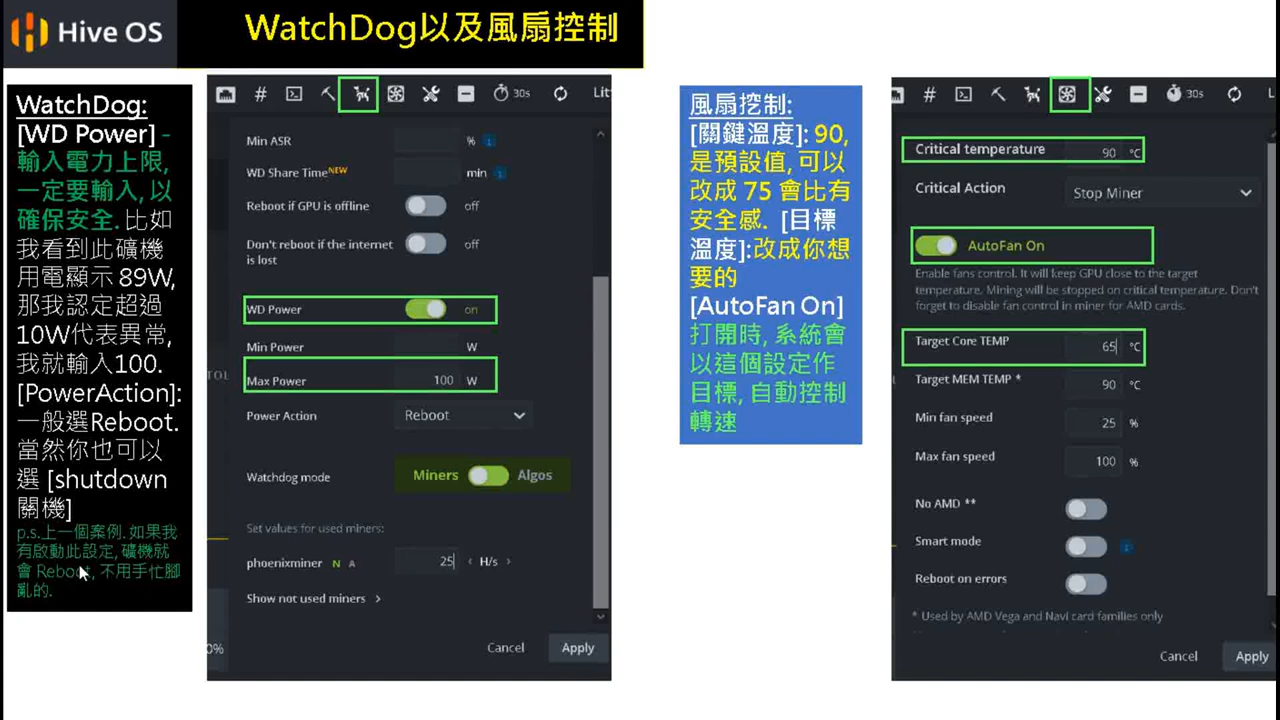 Hive OS
WatchDog以及風扇控制
WatchDog:
[WD Power] -
輸入電力上限,
一定要輸入, 以
確保安全. 比如
我看到此礦機
用電顯示 89W,
那我認定超過
10W代表異常,
我就輸入100.
[PowerAction]:
一般選Reboot.
當然你也可以
選 [shutdown
關機]
p.s.上一個案例. 如果我
有啟動此設定, 礦機就
會 Reboot, 不用手忙腳
亂的.
# 30s Lit
Min ASR %
WD Share Time NEW min
Reboot if GPU is offline off
Don't reboot if the internet off
is lost
WD Power on
Min Power W
TOL
Max Power 100 W
Power Action Reboot
Watchdog mode Miners Algos
Set values for used miners:
phoenixminer N A 25 < H/s >
Show not used miners >
0%
Cancel Apply
風扇控制:
[關鍵溫度]: 90,
是預設值, 可以
改成 75 會比有
安全感. [目標
溫度]:改成你想
要的
[AutoFan On]
打開時, 系統會
以這個設定作
目標, 自動控制
轉速
# 30s L
Critical temperature 90 °C
Critical Action Stop Miner
AutoFan On
Enable fans control. It will keep GPU close to the target
temperature. Mining will be stopped on critical temperature. Don't
forget to disable fan control in miner for AMD cards.
Target Core TEMP 65 °C
Target MEM TEMP * 90 °C
Min fan speed 25 %
Max fan speed 100 %
No AMD **
Smart mode
Reboot on errors
* Used by AMD Vega and Navi card families only
Cancel Apply